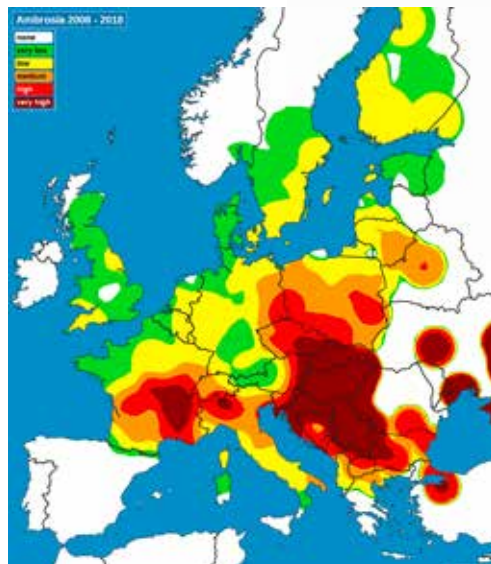 Ambrosia 2008 - 2018
none
very low
low
medium
high
very high